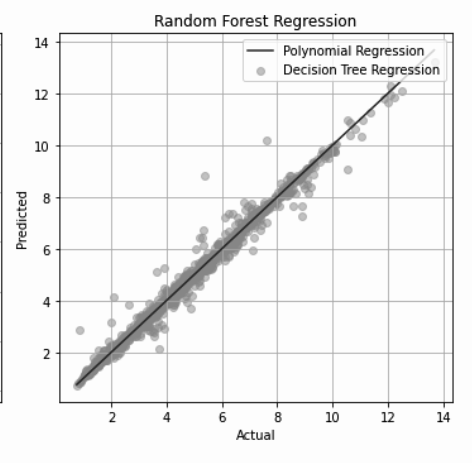 Random Forest Regression
14
12
10
8
6
4
2
Predicted
Polynomial Regression
Decision Tree Regression
2 4 6 8 10 12 14
Actual